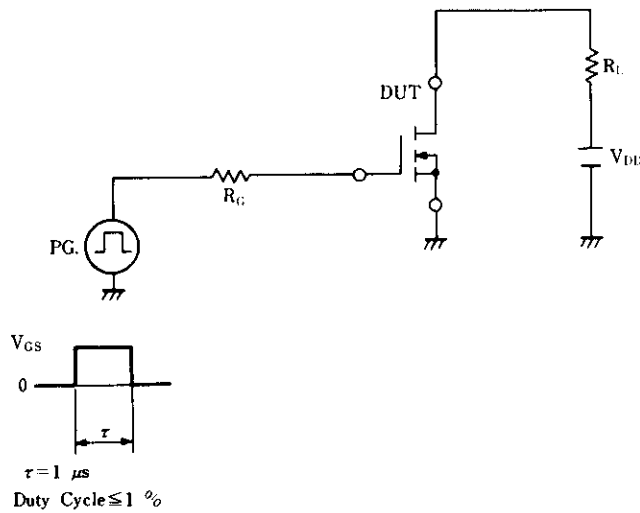 DUT
R_L
V_DD
R_G
PG.
V_GS
0
τ
τ=1 μs
Duty Cycle≦1 %